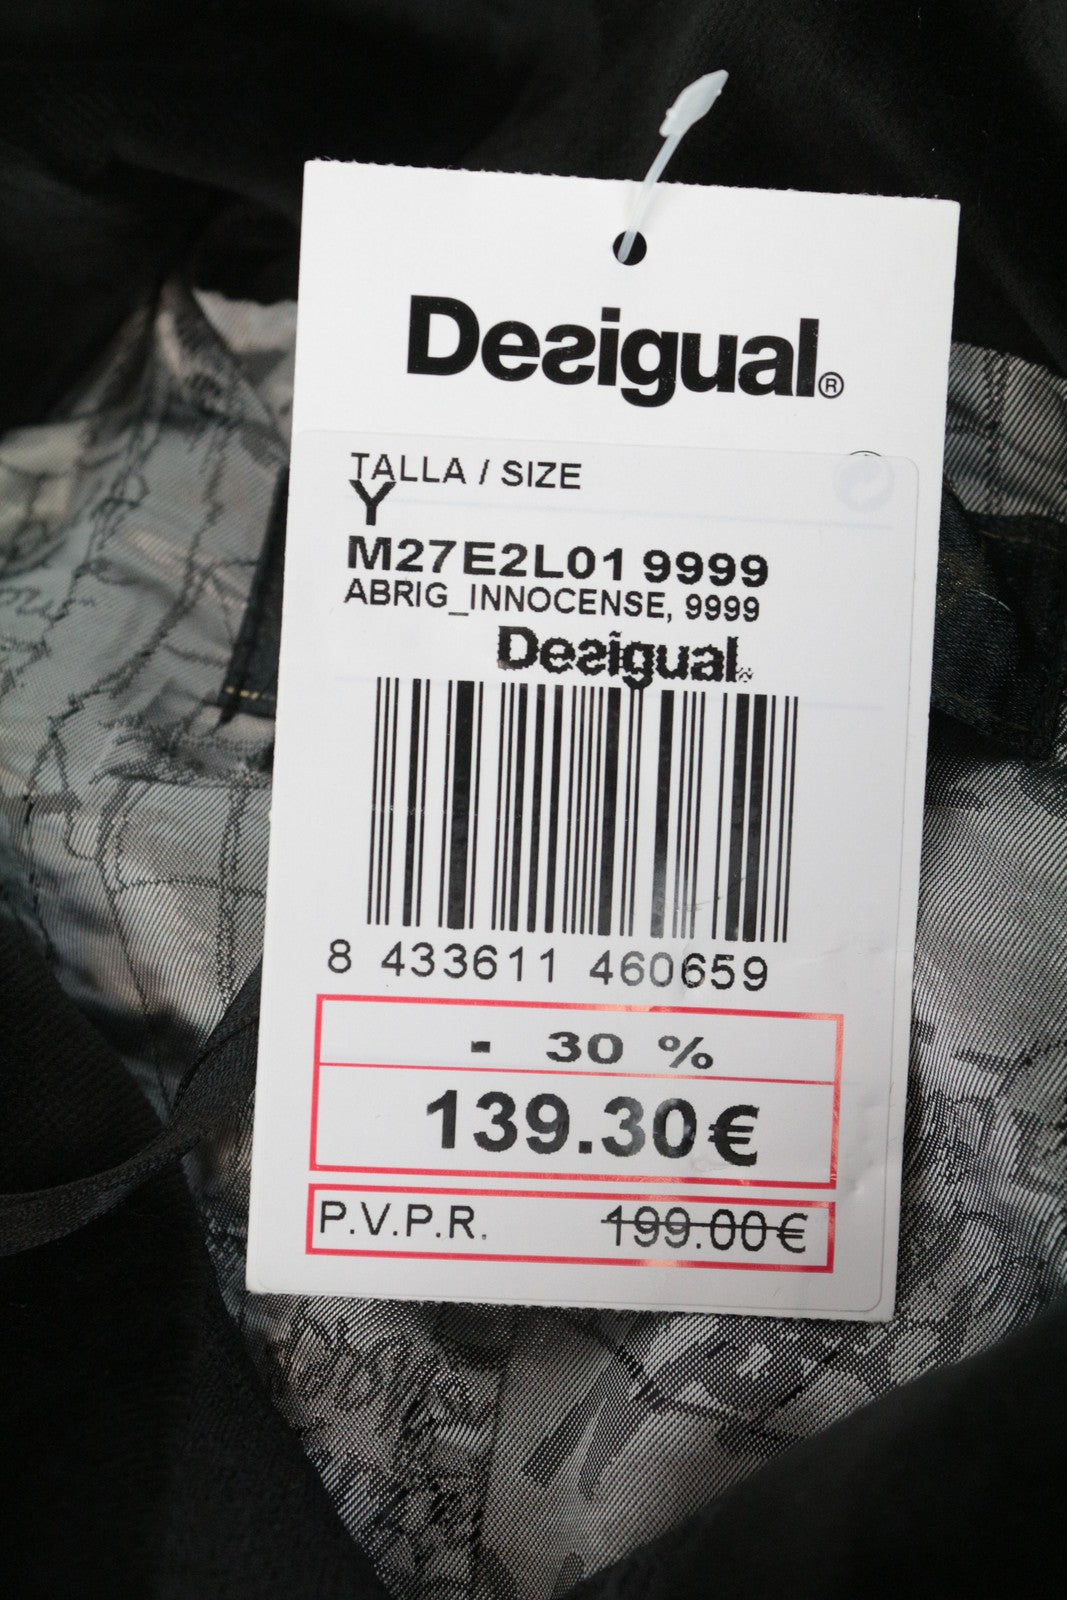 Desigual®
TALLA / SIZE
Y
M27E2L01 9999
ABRIG_INNOCENSE, 9999
Desigual
8 433611 460659
- 30 %
139.30€
P.V.P.R. 199.00€